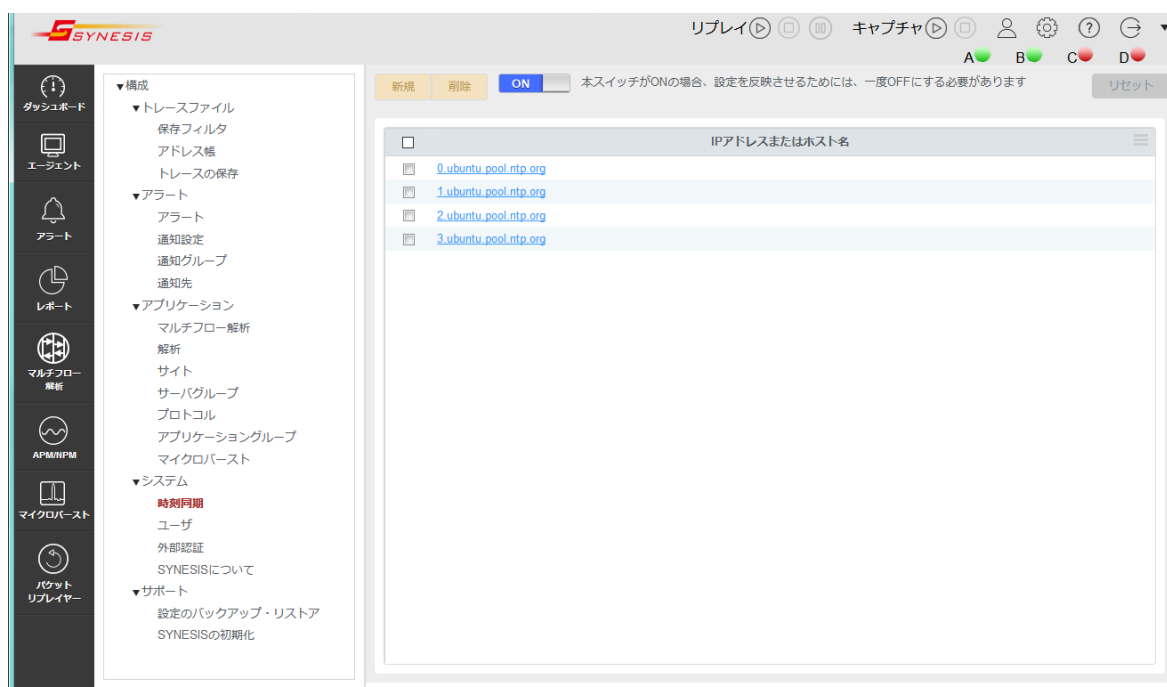 SYNESIS
リプレイ
キャプチャ
A B C D
ダッシュボード
エージェント
アラート
レポート
マルチフロー
解析
APM/NPM
マイクロバースト
パケット
リプレイヤー
▼構成
▼トレースファイル
保存フィルタ
アドレス帳
トレースの保存
▼アラート
アラート
通知設定
通知グループ
通知先
▼アプリケーション
マルチフロー解析
解析
サイト
サーバグループ
プロトコル
アプリケーショングループ
マイクロバースト
▼システム
時刻同期
ユーザ
外部認証
SYNESISについて
▼サポート
設定のバックアップ・リストア
SYNESISの初期化
新規 削除 ON 本スイッチがONの場合、設定を反映させるためには、一度OFFにする必要があります リセット
IPアドレスまたはホスト名
0.ubuntu.pool.ntp.org
1.ubuntu.pool.ntp.org
2.ubuntu.pool.ntp.org
3.ubuntu.pool.ntp.org